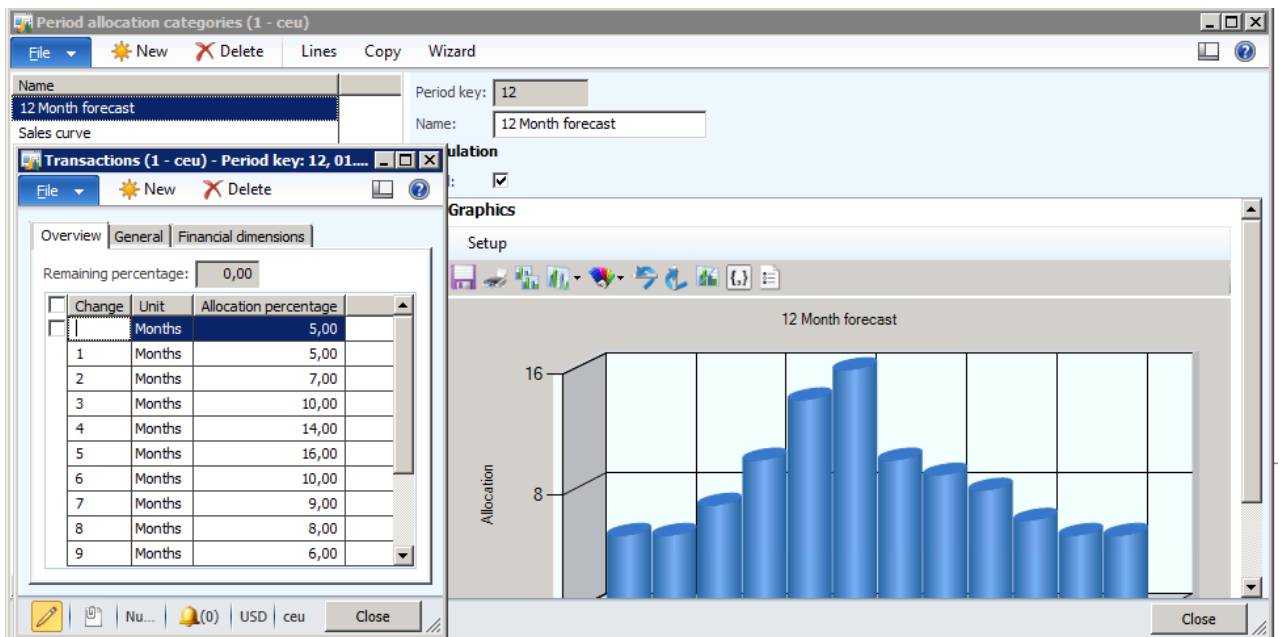 Period allocation categories (1 - ceu)
File New Delete Lines Copy Wizard
Name
12 Month forecast
Sales curve
Period key: 12
Name: 12 Month forecast
ulation
Graphics
Setup
12 Month forecast
16
8
Allocation
Close
Transactions (1 - ceu) - Period key: 12, 01....
File New Delete
Overview General Financial dimensions
Remaining percentage: 0,00
Change Unit Allocation percentage
Months 5,00
1 Months 5,00
2 Months 7,00
3 Months 10,00
4 Months 14,00
5 Months 16,00
6 Months 10,00
7 Months 9,00
8 Months 8,00
9 Months 6,00
Nu... (0) USD ceu Close